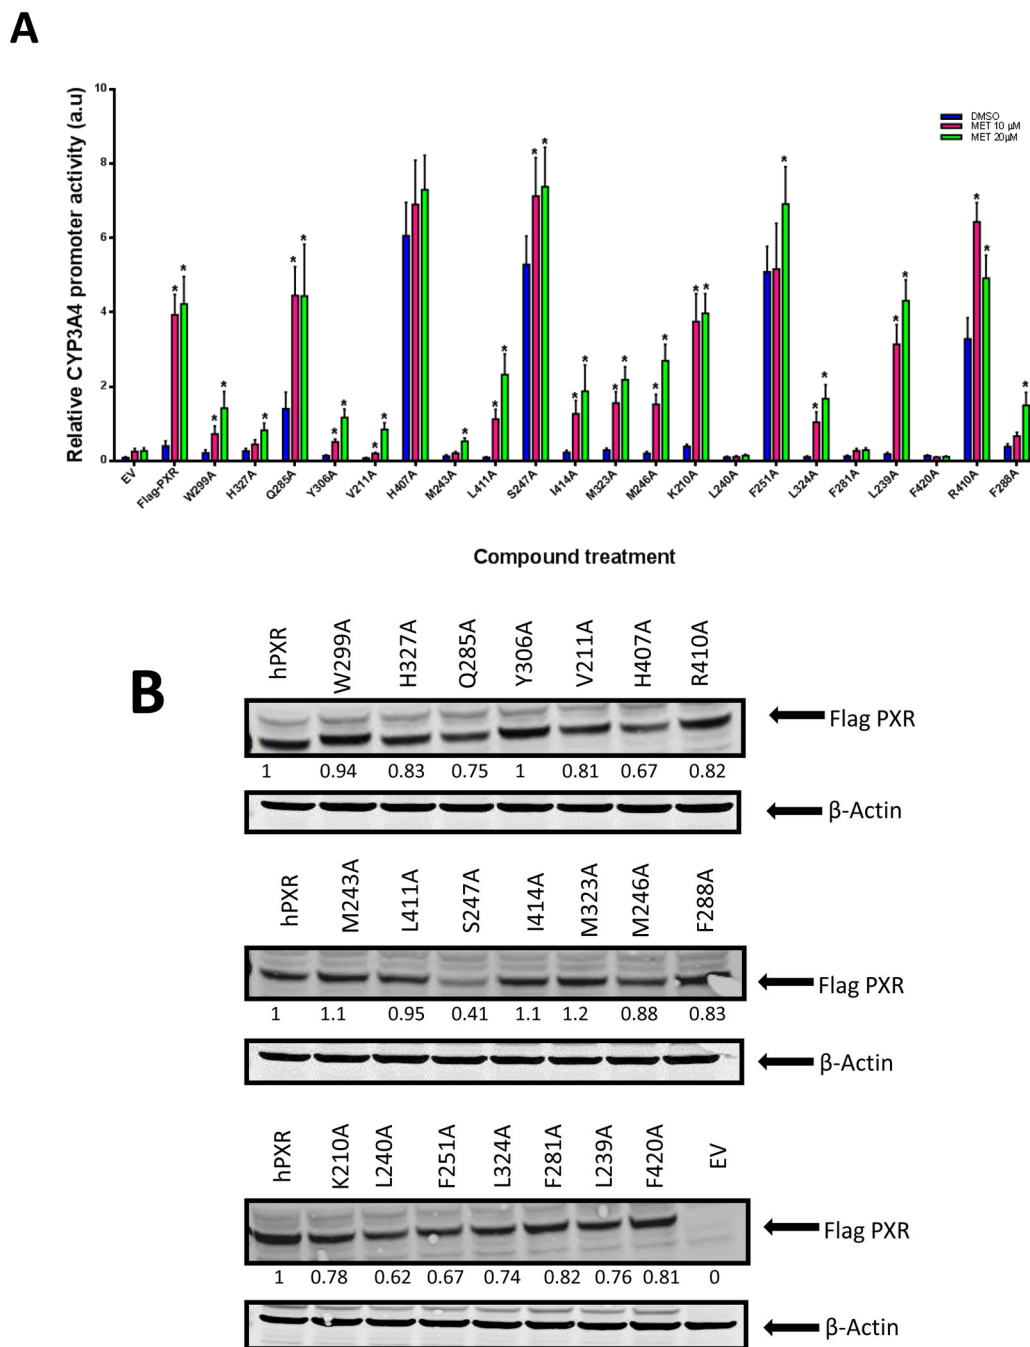 A
Relative CYP3A4 promoter activity (a.u)
10
8
6
4
2
0
DMSO
MET 10 µM
MET 20µM
* * * * * * * * * * * * * * * * * * * * * * * * * * * * * * *
EV Flag-PXR W299A H327A Q285A Y306A V211A H407A M243A L411A S247A I414A M323A M246A K210A L240A F251A L324A F281A L239A F420A R410A F288A
Compound treatment
B
hPXR W299A H327A Q285A Y306A V211A H407A R410A
Flag PXR
1 0.94 0.83 0.75 1 0.81 0.67 0.82
β-Actin
hPXR M243A L411A S247A I414A M323A M246A F288A
Flag PXR
1 1.1 0.95 0.41 1.1 1.2 0.88 0.83
β-Actin
hPXR K210A L240A F251A L324A F281A L239A F420A EV
Flag PXR
1 0.78 0.62 0.67 0.74 0.82 0.76 0.81 0
β-Actin